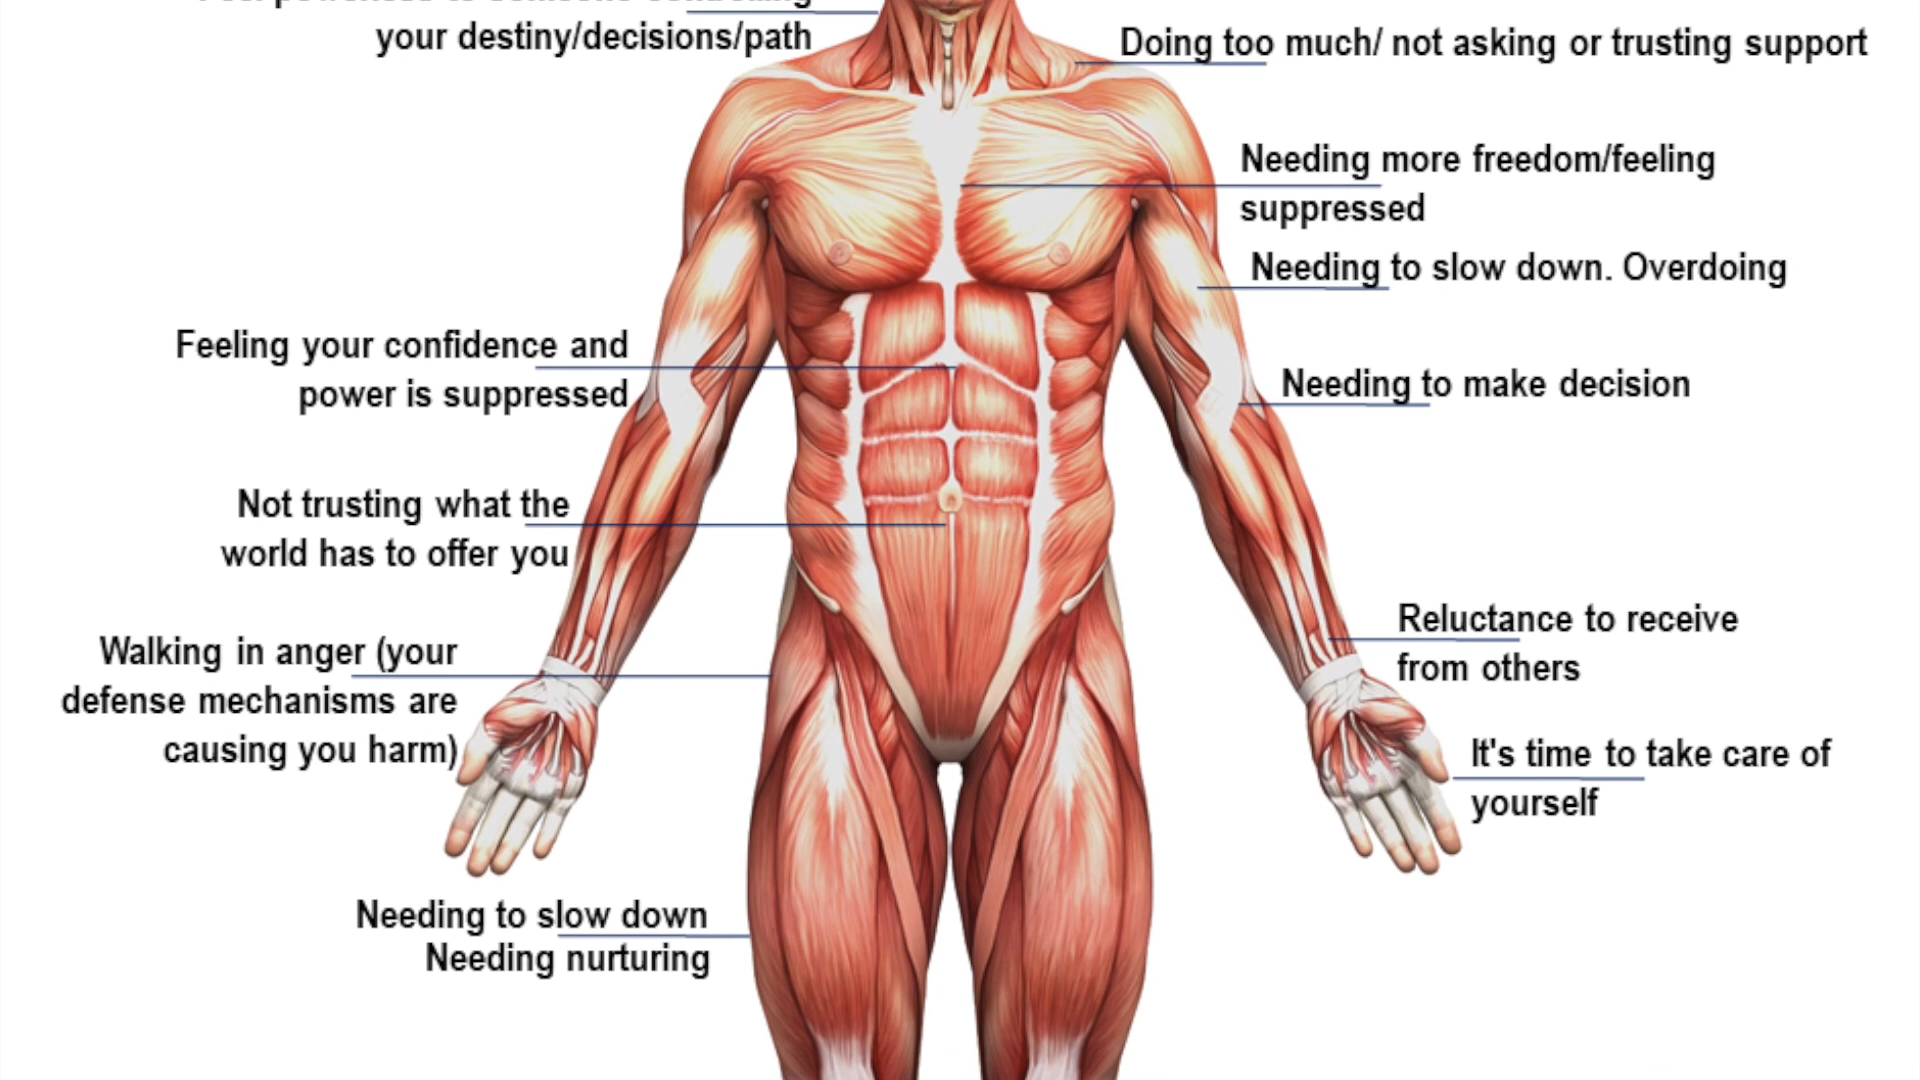 your destiny/decisions/path
Doing too much/ not asking or trusting support
Needing more freedom/feeling
suppressed
Needing to slow down. Overdoing
Feeling your confidence and
power is suppressed
Needing to make decision
Not trusting what the
world has to offer you
Reluctance to receive
from others
Walking in anger (your
defense mechanisms are
causing you harm)
It's time to take care of
yourself
Needing to slow down
Needing nurturing